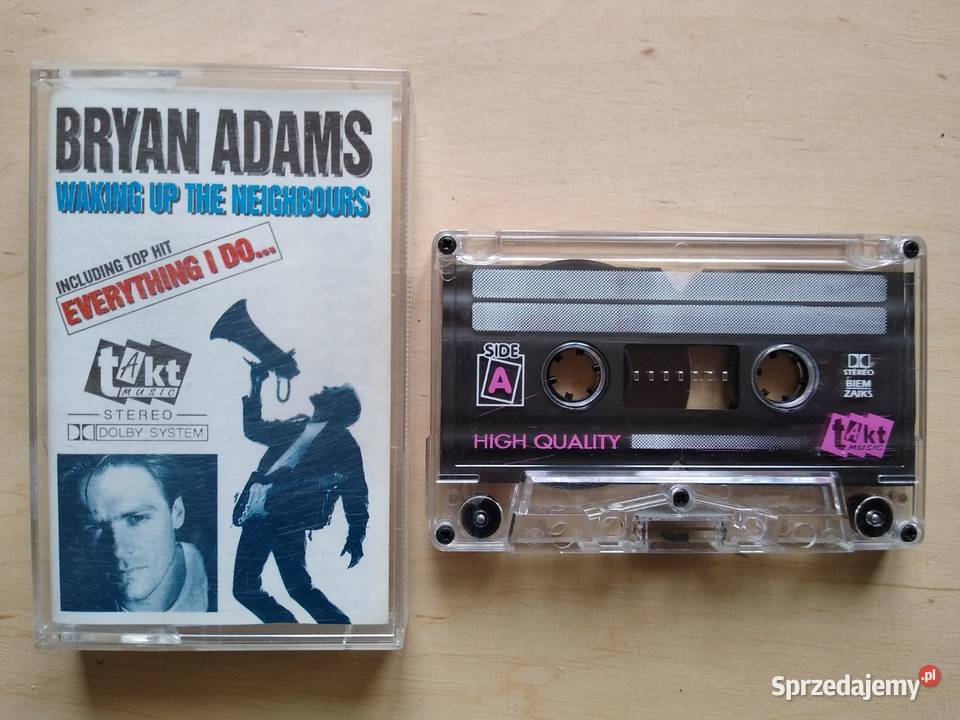 BRYAN ADAMS
WAKING UP THE NEIGHBOURS
INCLUDING TOP HIT
EVERYTHING I DO...
tAkt
MUSIC
STEREO
DOLBY SYSTEM
SIDE
A
STEREO
BIEM
ZAIKS
HIGH QUALITY
tAkt
MUSIC
Sprzedajemy.pl